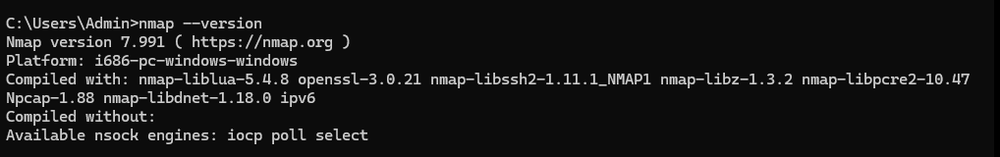 C:\Users\Admin>nmap --version
Nmap version 7.991 ( https://nmap.org )
Platform: i686-pc-windows-windows
Compiled with: nmap-liblua-5.4.8 openssl-3.0.21 nmap-libssh2-1.11.1_NMAP1 nmap-libz-1.3.2 nmap-libpcre2-10.47
Npcap-1.88 nmap-libdnet-1.18.0 ipv6
Compiled without:
Available nsock engines: iocp poll select